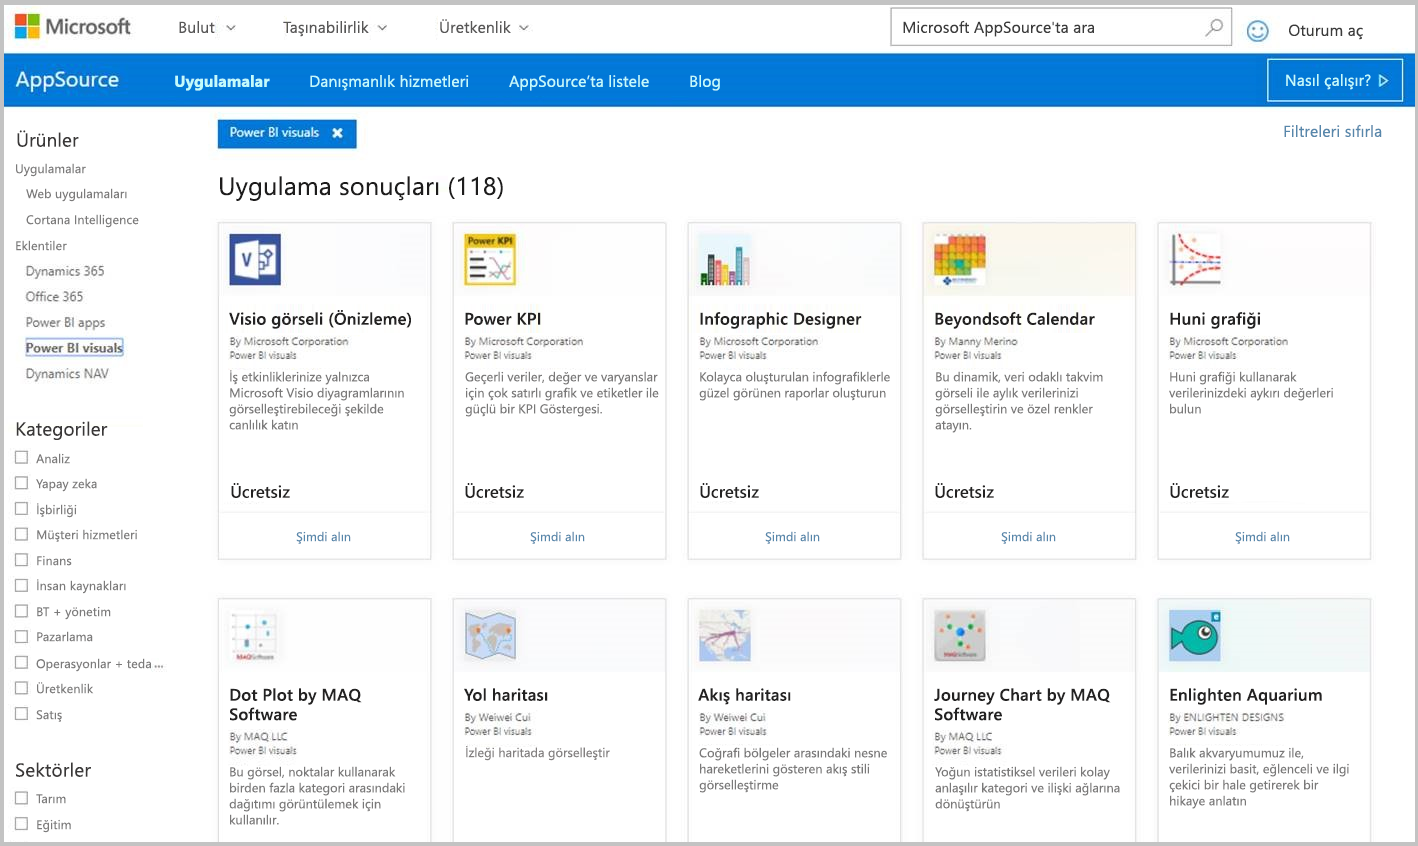 Microsoft
Bulut
Taşınabilirlik
Üretkenlik
Microsoft AppSource'ta ara
Oturum aç
AppSource
Uygulamalar
Danışmanlık hizmetleri
AppSource'ta listele
Blog
Nasıl çalışır?
Ürünler
Uygulamalar
Web uygulamaları
Cortana Intelligence
Eklentiler
Dynamics 365
Office 365
Power BI apps
Power BI visuals
Dynamics NAV
Kategoriler
Analiz
Yapay zeka
İşbirliği
Müşteri hizmetleri
Finans
İnsan kaynakları
BT + yönetim
Pazarlama
Operasyonlar + teda...
Üretkenlik
Satış
Sektörler
Tarım
Eğitim
Power BI visuals
Filtreleri sıfırla
Uygulama sonuçları (118)
Visio görseli (Önizleme)
By Microsoft Corporation
Power BI visuals
İş etkinliklerinize yalnızca
Microsoft Visio diyagramlarının
görselleştirebileceği şekilde
canlılık katın
Ücretsiz
Şimdi alın
Power KPI
Power KPI
By Microsoft Corporation
Power BI visuals
Geçerli veriler, değer ve varyanslar
için çok satırlı grafik ve etiketler ile
güçlü bir KPI Göstergesi.
Ücretsiz
Şimdi alın
Infographic Designer
By Microsoft Corporation
Power BI visuals
Kolayca oluşturulan infografiklerle
güzel görünen raporlar oluşturun
Ücretsiz
Şimdi alın
Beyondsoft Calendar
By Manny Merino
Power BI visuals
Bu dinamik, veri odaklı takvim
görseli ile aylık verilerinizi
görselleştirin ve özel renkler
atayın.
Ücretsiz
Şimdi alın
Huni grafiği
By Microsoft Corporation
Power BI visuals
Huni grafiği kullanarak
verilerinizdeki aykırı değerleri
bulun
Ücretsiz
Şimdi alın
MAQSoftware
Dot Plot by MAQ
Software
By MAQ LLC
Power BI visuals
Bu görsel, noktalar kullanarak
birden fazla kategori arasındaki
dağıtımı görüntülemek için
kullanılır.
Yol haritası
By Weiwei Cui
Power BI visuals
İzleği haritada görselleştir
Akış haritası
By Weiwei Cui
Power BI visuals
Coğrafi bölgeler arasındaki nesne
hareketlerini gösteren akış stili
görselleştirme
MAQSoftware
Journey Chart by MAQ
Software
By MAQ LLC
Power BI visuals
Yoğun istatistiksel verileri kolay
anlaşılır kategori ve ilişki ağlarına
dönüştürün
Enlighten Aquarium
By ENLIGHTEN DESIGNS
Power BI visuals
Balık akvaryumumuz ile,
verilerinizi basit, eğlenceli ve ilgi
çekici bir hale getirerek bir
hikaye anlatın